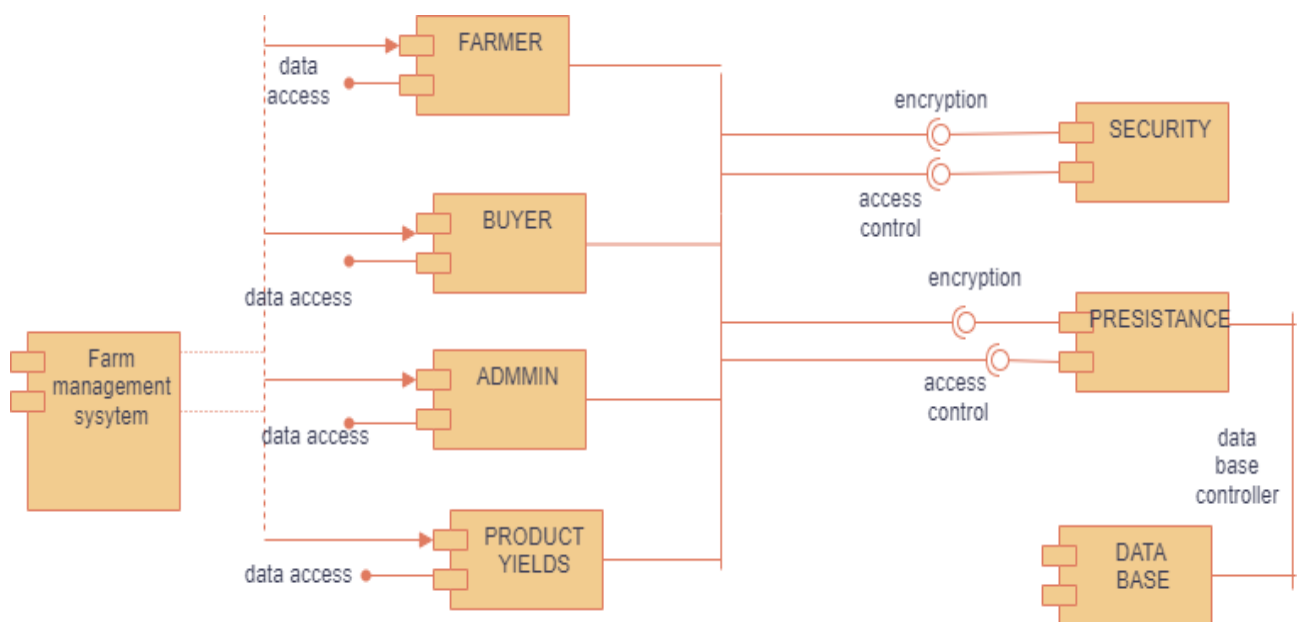 FARMER
data
access
encryption
SECURITY
access
control
BUYER
data access
encryption
PRESISTANCE
Farm
management
sysytem
ADMMIN
access
control
data access
data
base
controller
PRODUCT
YIELDS
data access
DATA
BASE